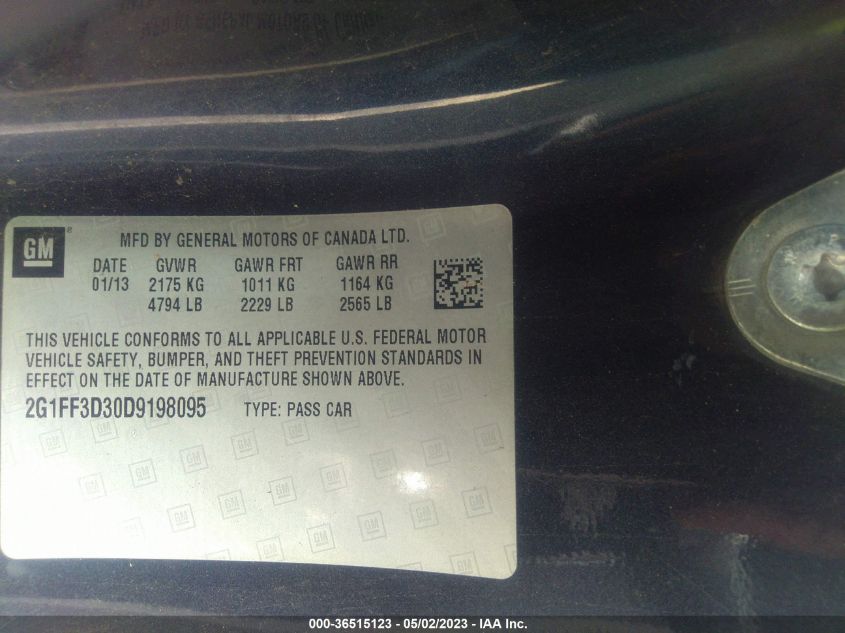 GM
MFD BY GENERAL MOTORS OF CANADA LTD.
DATE GVWR GAWR FRT GAWR RR
01/13 2175 KG 1011 KG 1164 KG
4794 LB 2229 LB 2565 LB
THIS VEHICLE CONFORMS TO ALL APPLICABLE U.S. FEDERAL MOTOR
VEHICLE SAFETY, BUMPER, AND THEFT PREVENTION STANDARDS IN
EFFECT ON THE DATE OF MANUFACTURE SHOWN ABOVE.
2G1FF3D30D9198095 TYPE: PASS CAR
000-36515123 - 05/02/2023 - IAA Inc.